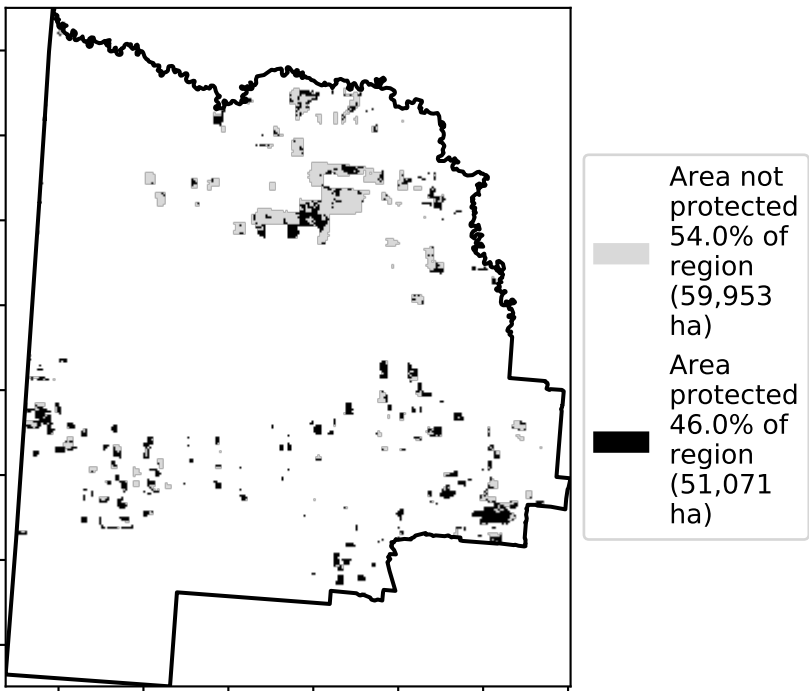 Area not
protected
54.0% of
region
(59,953
ha)
Area
protected
46.0% of
region
(51,071
ha)